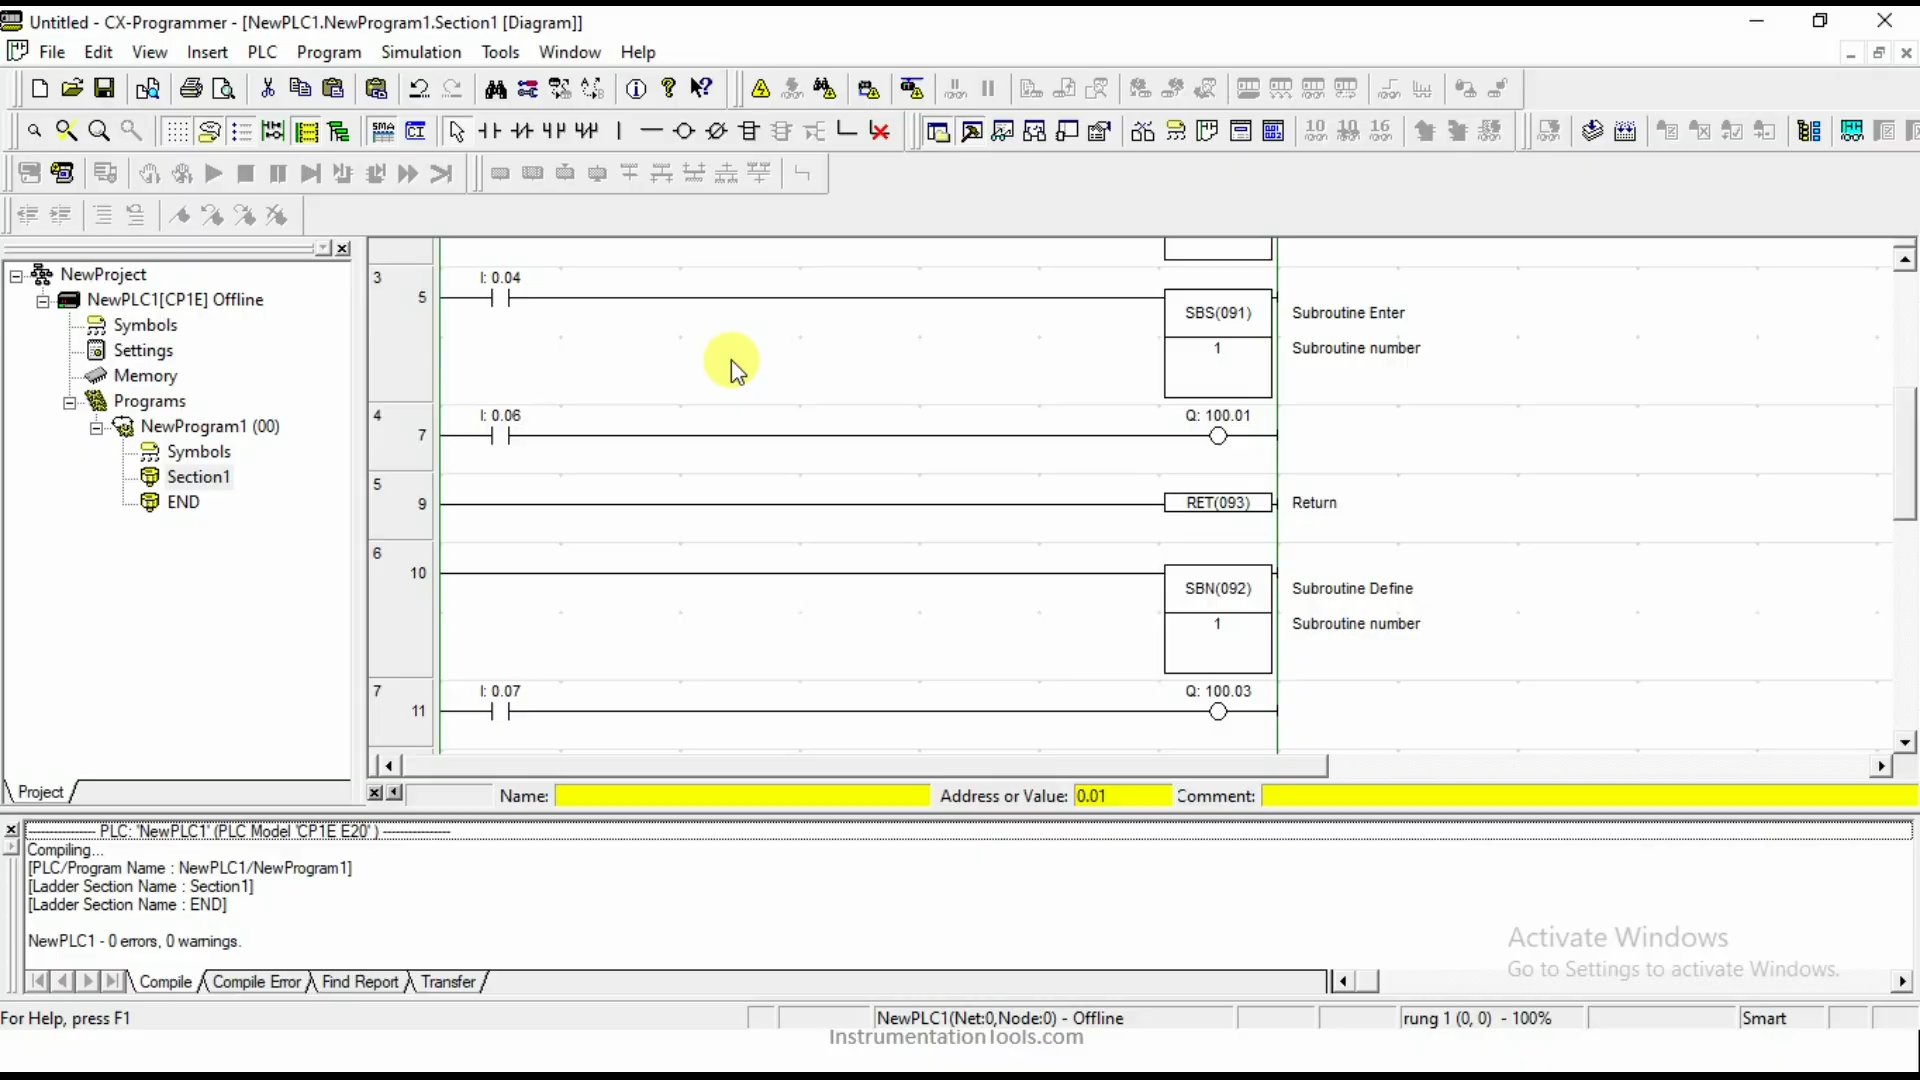 Untitled - CX-Programmer - [NewPLC1.NewProgram1.Section1 [Diagram]]
File Edit View Insert PLC Program Simulation Tools Window Help
SMA CI 10 10 16
NewProject
NewPLC1[CP1E] Offline
Symbols
Settings
Memory
Programs
NewProgram1 (00)
Symbols
Section1
END
Project
3 I: 0.04
5 SBS(091) Subroutine Enter
1 Subroutine number
4 I: 0.06 Q: 100.01
7
5
9 RET(093) Return
6
10 SBN(092) Subroutine Define
1 Subroutine number
7 I: 0.07 Q: 100.03
11
Name: Address or Value: 0.01 Comment:
---------------- PLC: 'NewPLC1' (PLC Model 'CP1E E20' ) ----------------
Compiling...
[PLC/Program Name : NewPLC1/NewProgram1]
[Ladder Section Name : Section1]
[Ladder Section Name : END]
NewPLC1 - 0 errors, 0 warnings.
Activate Windows
Go to Settings to activate Windows.
Compile Compile Error Find Report Transfer
For Help, press F1 NewPLC1(Net:0,Node:0) - Offline rung 1 (0, 0) - 100% Smart
InstrumentationTools.com